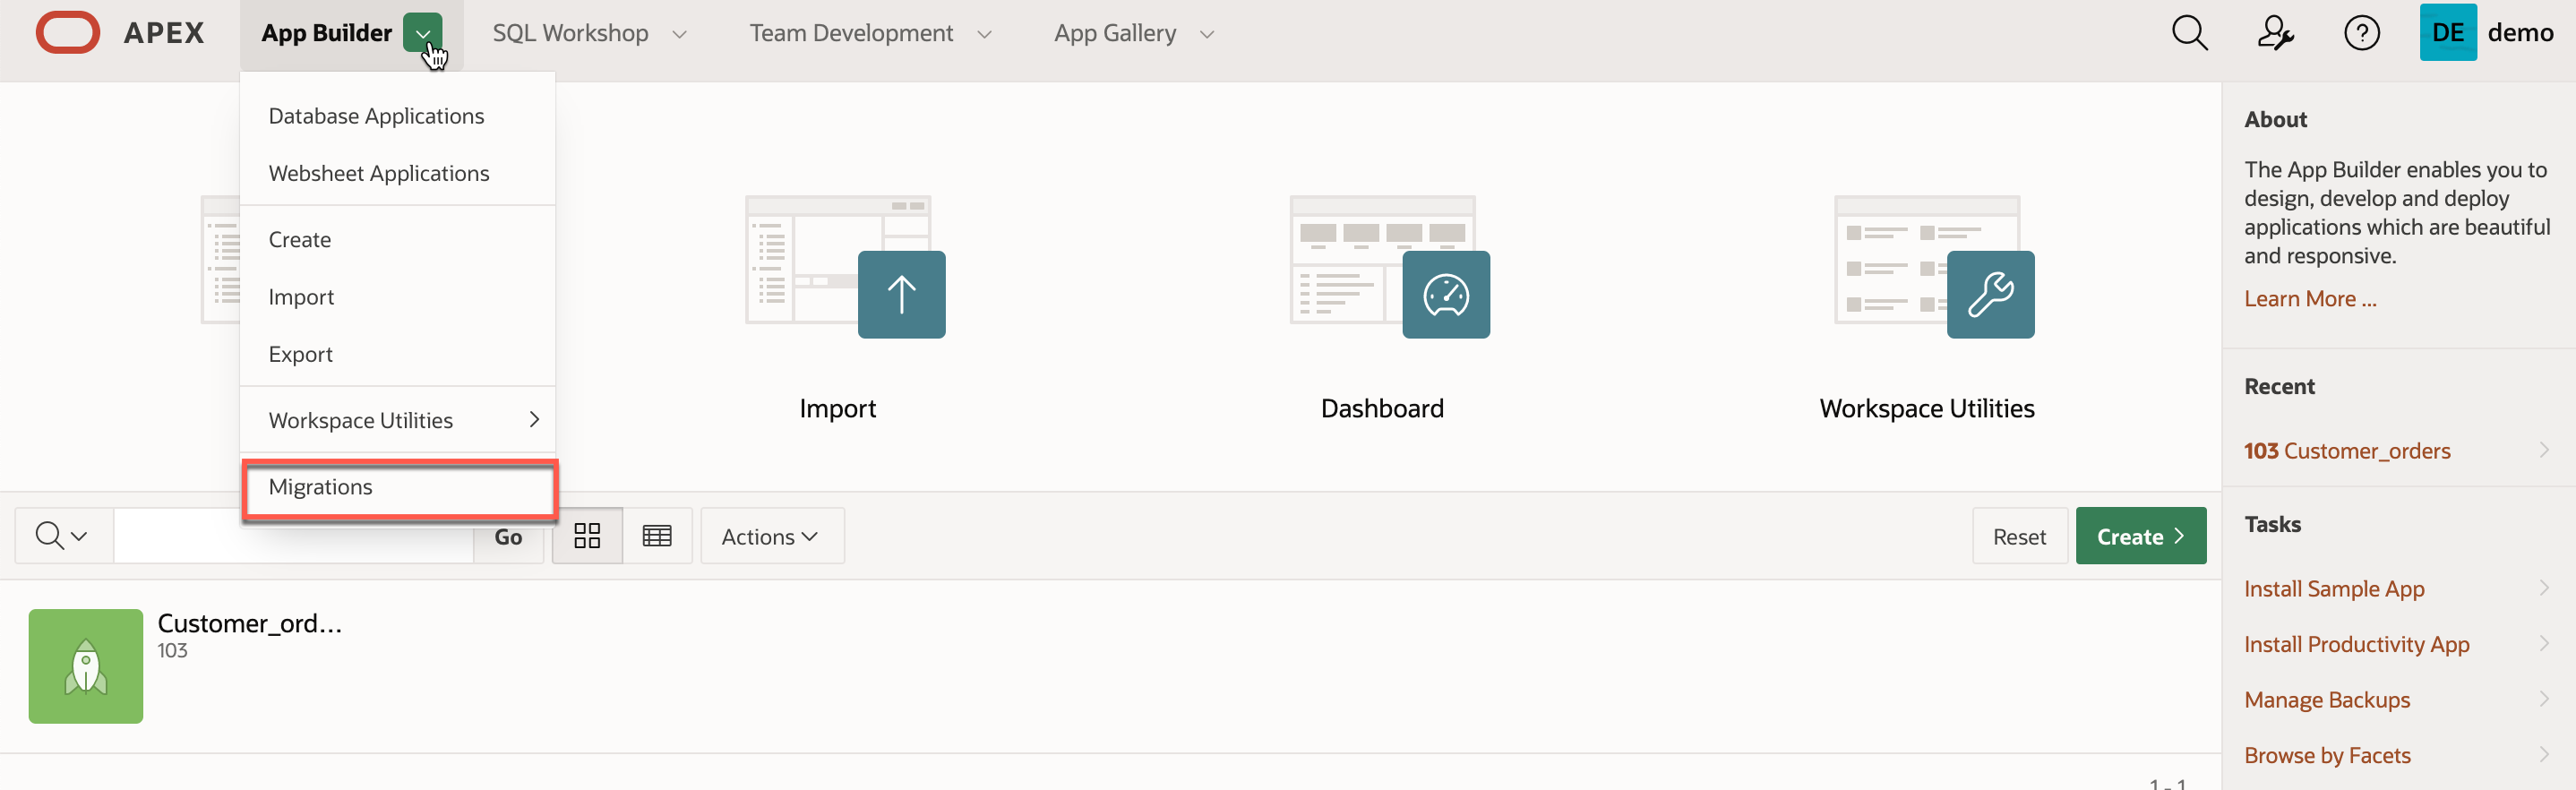 APEX
App Builder
SQL Workshop
Team Development
App Gallery
?
DE
demo
Database Applications
Websheet Applications
Create
Import
Export
Workspace Utilities
Migrations
Import
Dashboard
Workspace Utilities
Go
Actions
Reset
Create
Customer_ord...
103
1 - 1
About
The App Builder enables you to
design, develop and deploy
applications which are beautiful
and responsive.
Learn More ...
Recent
103 Customer_orders
Tasks
Install Sample App
Install Productivity App
Manage Backups
Browse by Facets